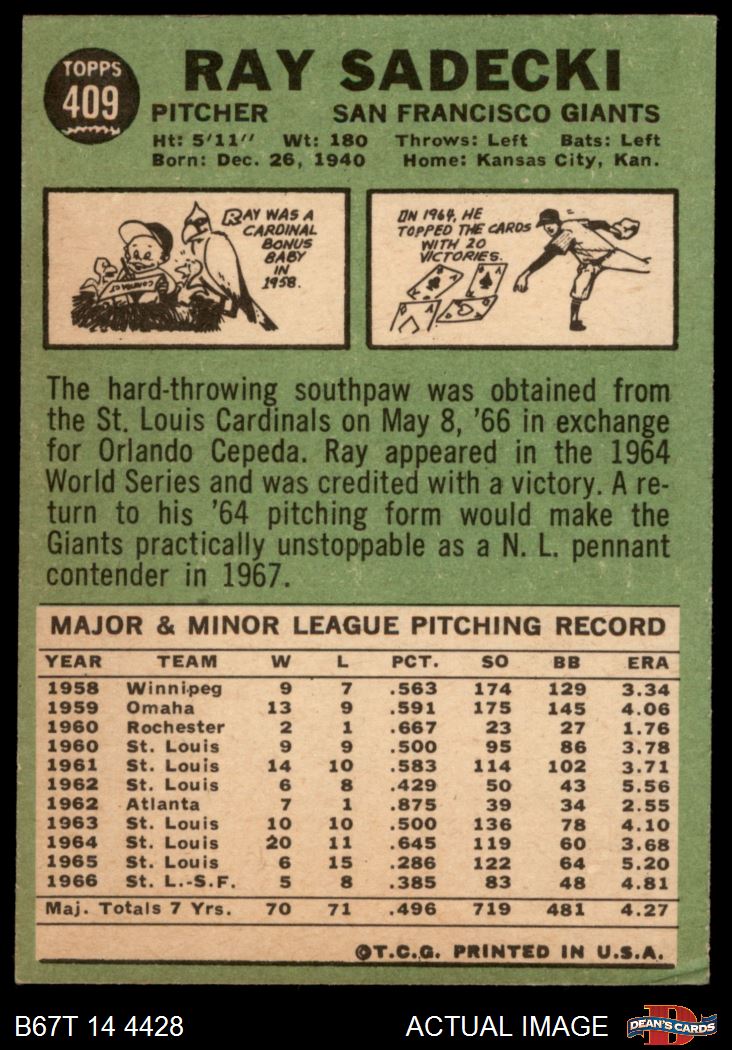 TOPPS
409
RAY SADECKI
PITCHER SAN FRANCISCO GIANTS
Ht: 5'11" Wt: 180 Throws: Left Bats: Left
Born: Dec. 26, 1940 Home: Kansas City, Kan.
RAY WAS A
CARDINAL
BONUS
BABY
IN
1958.
CONTRACT
IN 1964, HE
TOPPED THE CARDS
WITH 20
VICTORIES.
The hard-throwing southpaw was obtained from
the St. Louis Cardinals on May 8, '66 in exchange
for Orlando Cepeda. Ray appeared in the 1964
World Series and was credited with a victory. A re-
turn to his '64 pitching form would make the
Giants practically unstoppable as a N. L. pennant
contender in 1967.
MAJOR & MINOR LEAGUE PITCHING RECORD
YEAR TEAM W L PCT. SO BB ERA
1958 Winnipeg 9 7 .563 174 129 3.34
1959 Omaha 13 9 .591 175 145 4.06
1960 Rochester 2 1 .667 23 27 1.76
1960 St. Louis 9 9 .500 95 86 3.78
1961 St. Louis 14 10 .583 114 102 3.71
1962 St. Louis 6 8 .429 50 43 5.56
1962 Atlanta 7 1 .875 39 34 2.55
1963 St. Louis 10 10 .500 136 78 4.10
1964 St. Louis 20 11 .645 119 60 3.68
1965 St. Louis 6 15 .286 122 64 5.20
1966 St. L.-S.F. 5 8 .385 83 48 4.81
Maj. Totals 7 Yrs. 70 71 .496 719 481 4.27
©T.C.G. PRINTED IN U.S.A.
B67T 14 4428 ACTUAL IMAGE
D
DEAN'S CARDS